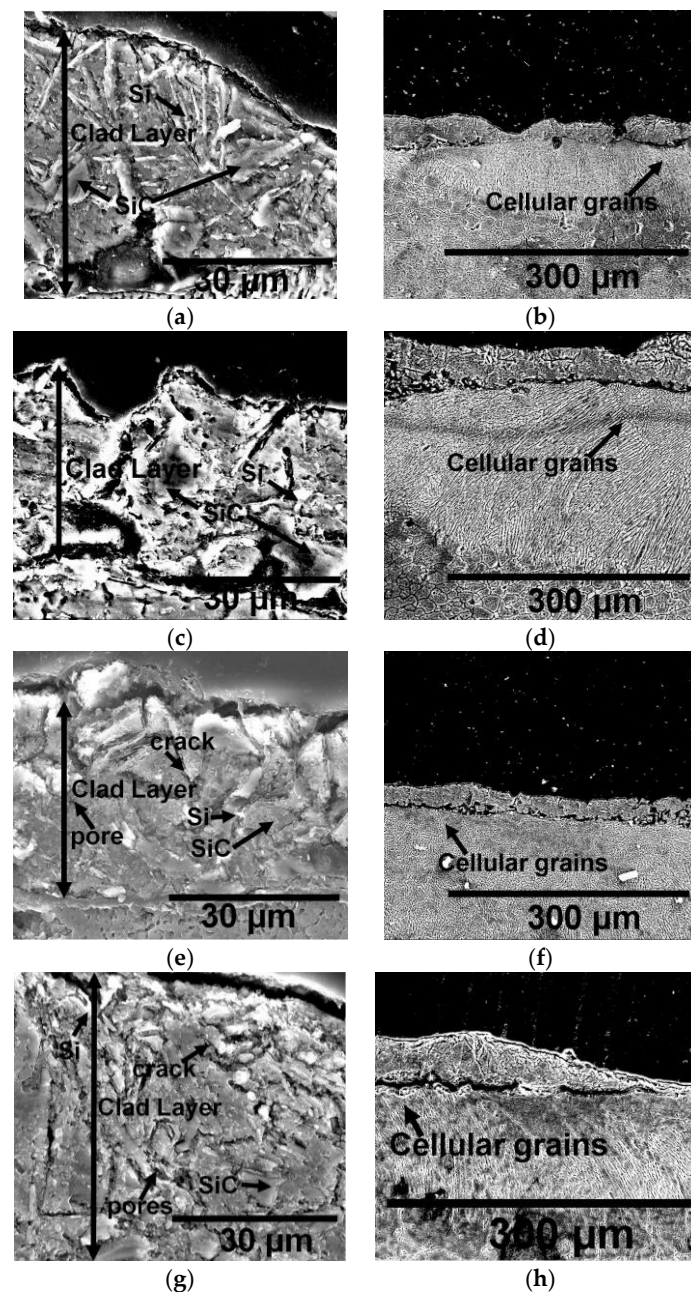 Si
Clad Layer
SiC
30 µm
(a)
Cellular grains
300 µm
(b)
Clad Layer
Si
SiC
30 µm
(c)
Cellular grains
300 µm
(d)
crack
Clad Layer
pore
Si
SiC
30 µm
(e)
Cellular grains
300 µm
(f)
Si
crack
Clad Layer
pores
SiC
30 µm
(g)
Cellular grains
300 µm
(h)